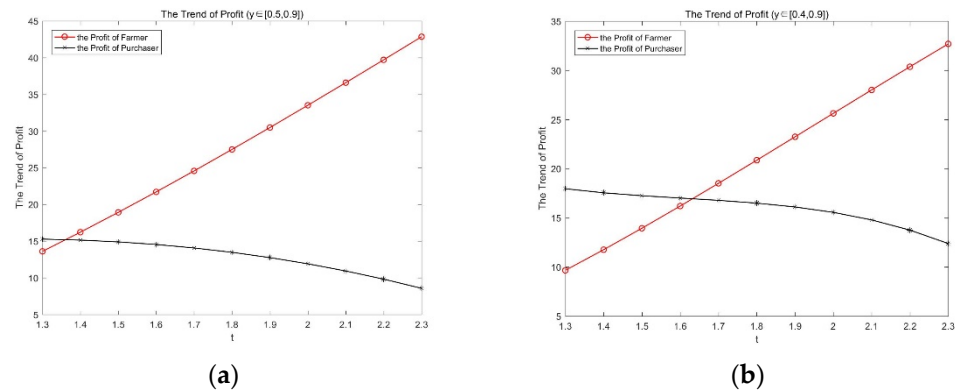 The Trend of Profit (y∈[0.5,0.9])
the Profit of Farmer
the Profit of Purchaser
The Trend of Profit
45
40
35
30
25
20
15
10
5
1.3 1.4 1.5 1.6 1.7 1.8 1.9 2 2.1 2.2 2.3
t
(a)
The Trend of Profit (y∈[0.4,0.9])
the Profit of Farmer
the Profit of Purchaser
The Trend of Profit
35
30
25
20
15
10
5
1.3 1.4 1.5 1.6 1.7 1.8 1.9 2 2.1 2.2 2.3
t
(b)